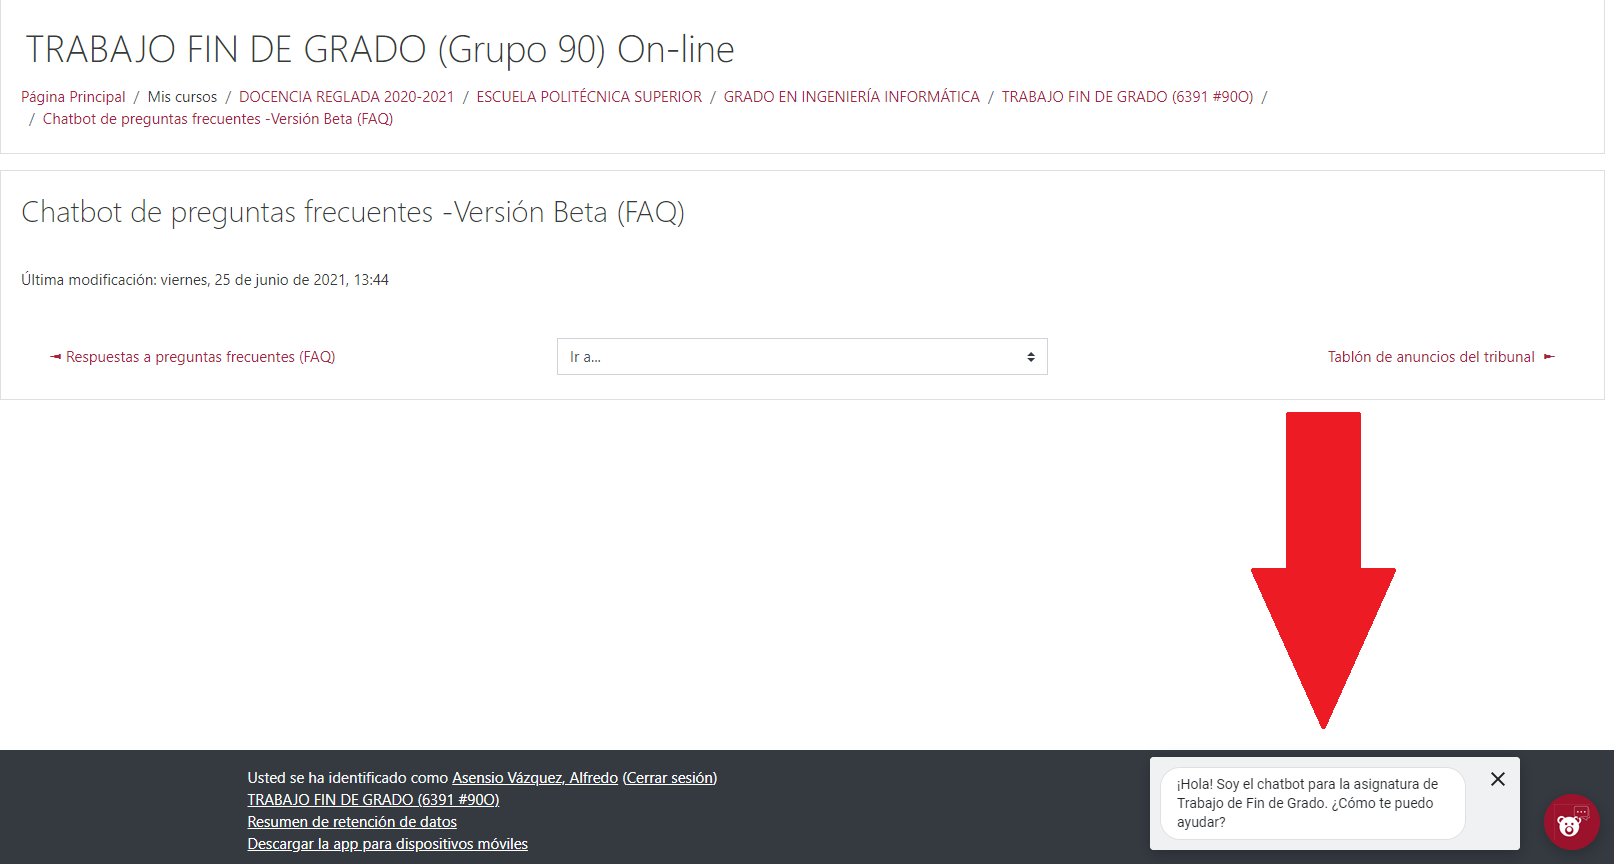 TRABAJO FIN DE GRADO (Grupo 90) On-line
Página Principal / Mis cursos / DOCENCIA REGLADA 2020-2021 / ESCUELA POLITÉCNICA SUPERIOR / GRADO EN INGENIERÍA INFORMÁTICA / TRABAJO FIN DE GRADO (6391 #90O) /
/ Chatbot de preguntas frecuentes -Versión Beta (FAQ)
Chatbot de preguntas frecuentes -Versión Beta (FAQ)
Última modificación: viernes, 25 de junio de 2021, 13:44
◄ Respuestas a preguntas frecuentes (FAQ)
Ir a...
Tablón de anuncios del tribunal ►
Usted se ha identificado como Asensio Vázquez, Alfredo (Cerrar sesión)
TRABAJO FIN DE GRADO (6391 #90O)
Resumen de retención de datos
Descargar la app para dispositivos móviles
¡Hola! Soy el chatbot para la asignatura de
Trabajo de Fin de Grado. ¿Cómo te puedo
ayudar?